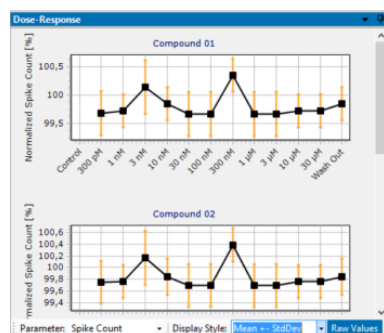 Dose-Response
Compound 01
Normalized Spike Count [%]
100,5
100
99,5
Control
300 pM
1 nM
3 nM
10 nM
30 nM
100 nM
300 nM
1 µM
3 µM
10 µM
30 µM
Wash Out
Compound 02
malized Spike Count [%]
100,6
100,4
100,2
100
99,8
99,6
99,4
Parameter: Spike Count
Display Style: Mean +- StdDev
Raw Values